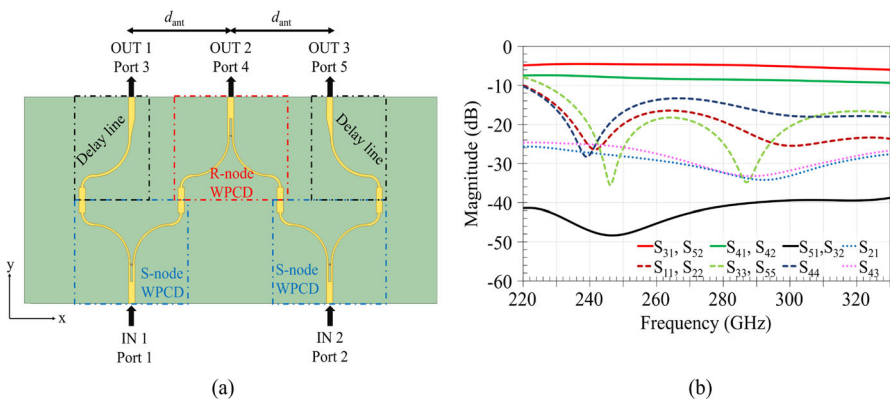 d_ant d_ant
OUT 1 OUT 2 OUT 3
Port 3 Port 4 Port 5
Delay line
Delay line
R-node
WPCD
S-node
WPCD
S-node
WPCD
y
x
IN 1 IN 2
Port 1 Port 2
(a)
Magnitude (dB)
0
-10
-20
-30
-40
-50
-60
S31, S52 S41, S42 S51,S32 S21
S11, S22 S33, S55 S44 S43
220 240 260 280 300 320
Frequency (GHz)
(b)